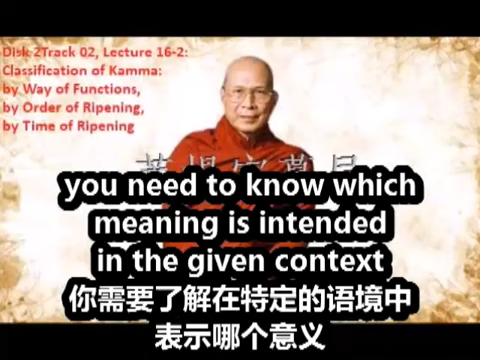 Disk 2Track 02, Lecture 16-2:
Classification of Kamma:
by Way of Functions,
by Order of Ripening,
by Time of Ripening
you need to know which
meaning is intended
in the given context
你需要了解在特定的语境中
表示哪个意义